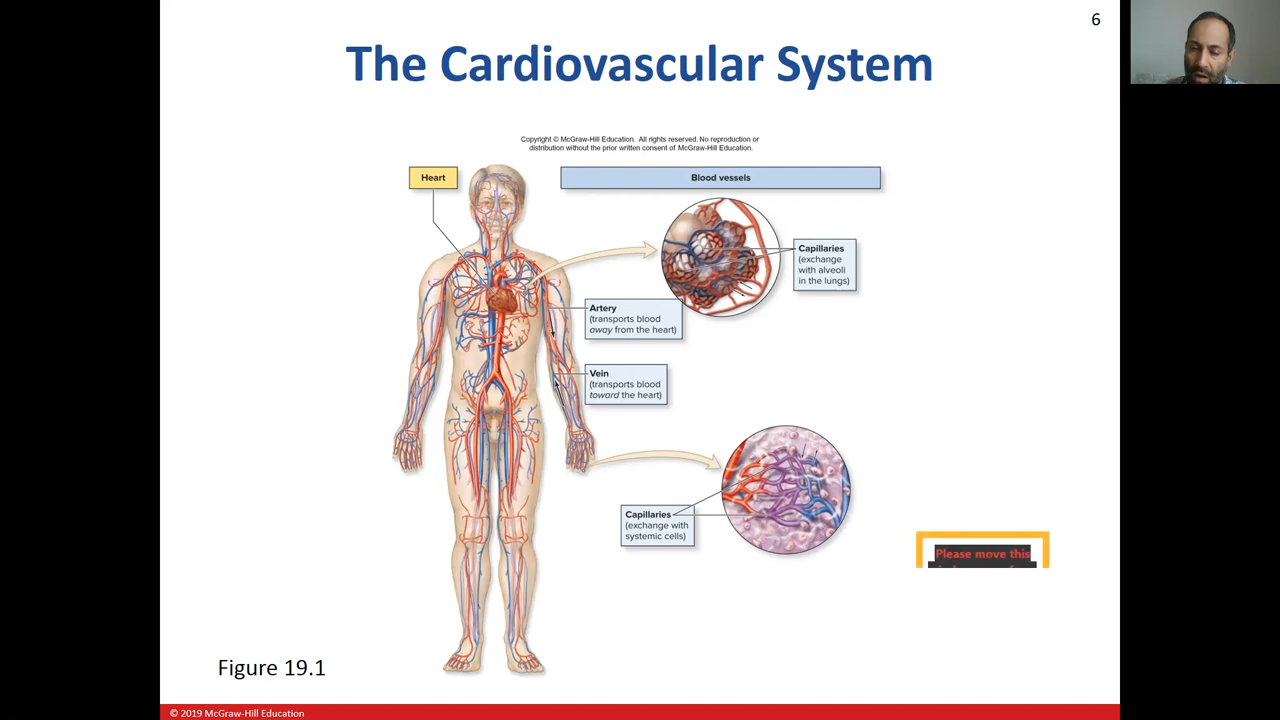 6
The Cardiovascular System
Copyright © McGraw-Hill Education. All rights reserved. No reproduction or
distribution without the prior written consent of McGraw-Hill Education.
Heart
Blood vessels
Capillaries
(exchange
with alveoli
in the lungs)
Artery
(transports blood
away from the heart)
Vein
(transports blood
toward the heart)
Capillaries
(exchange with
systemic cells)
Please move this
Figure 19.1
© 2019 McGraw-Hill Education